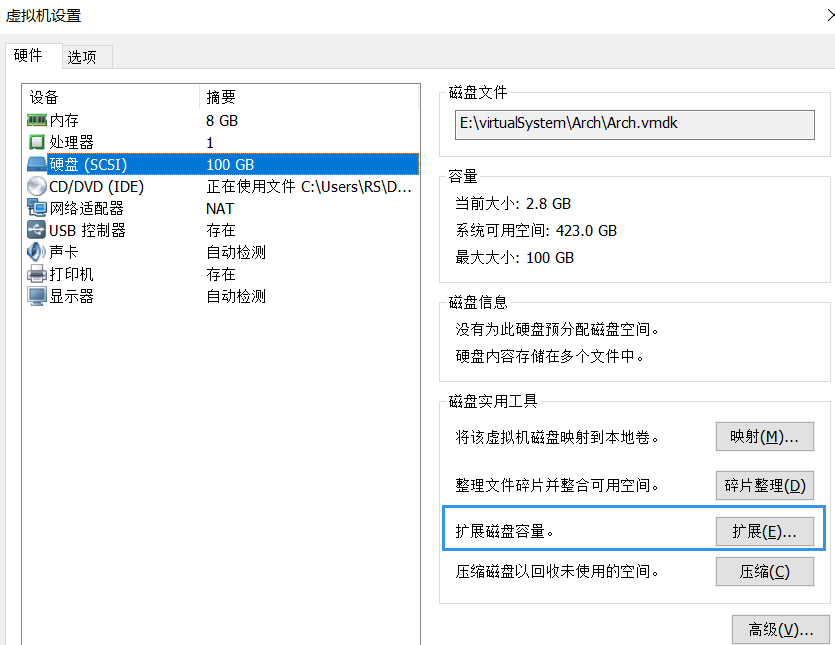 虚拟机设置
硬件 选项
设备 摘要
内存 8 GB
处理器 1
硬盘 (SCSI) 100 GB
CD/DVD (IDE) 正在使用文件 C:\Users\RS\D...
网络适配器 NAT
USB 控制器 存在
声卡 自动检测
打印机 存在
显示器 自动检测
磁盘文件
E:\virtualSystem\Arch\Arch.vmdk
容量
当前大小: 2.8 GB
系统可用空间: 423.0 GB
最大大小: 100 GB
磁盘信息
没有为此硬盘预分配磁盘空间。
硬盘内容存储在多个文件中。
磁盘实用工具
将该虚拟机磁盘映射到本地卷。 映射(M)...
整理文件碎片并整合可用空间。 碎片整理(D)
扩展磁盘容量。 扩展(E)...
压缩磁盘以回收未使用的空间。 压缩(C)
高级(V)...